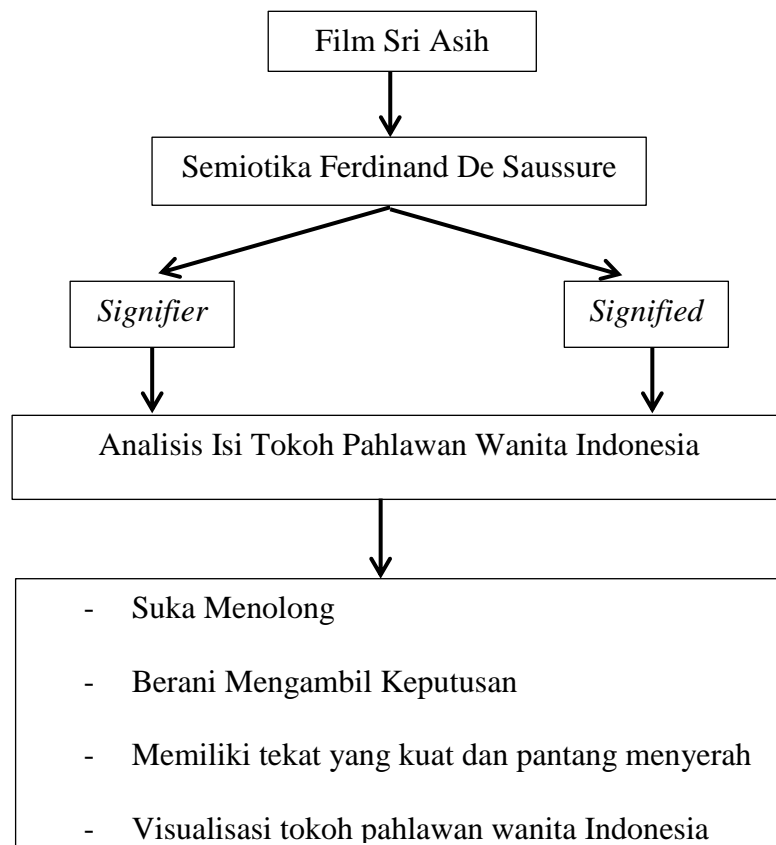 Film Sri Asih
Semiotika Ferdinand De Saussure
Signifier
Signified
Analisis Isi Tokoh Pahlawan Wanita Indonesia
- Suka Menolong
- Berani Mengambil Keputusan
- Memiliki tekat yang kuat dan pantang menyerah
- Visualisasi tokoh pahlawan wanita Indonesia